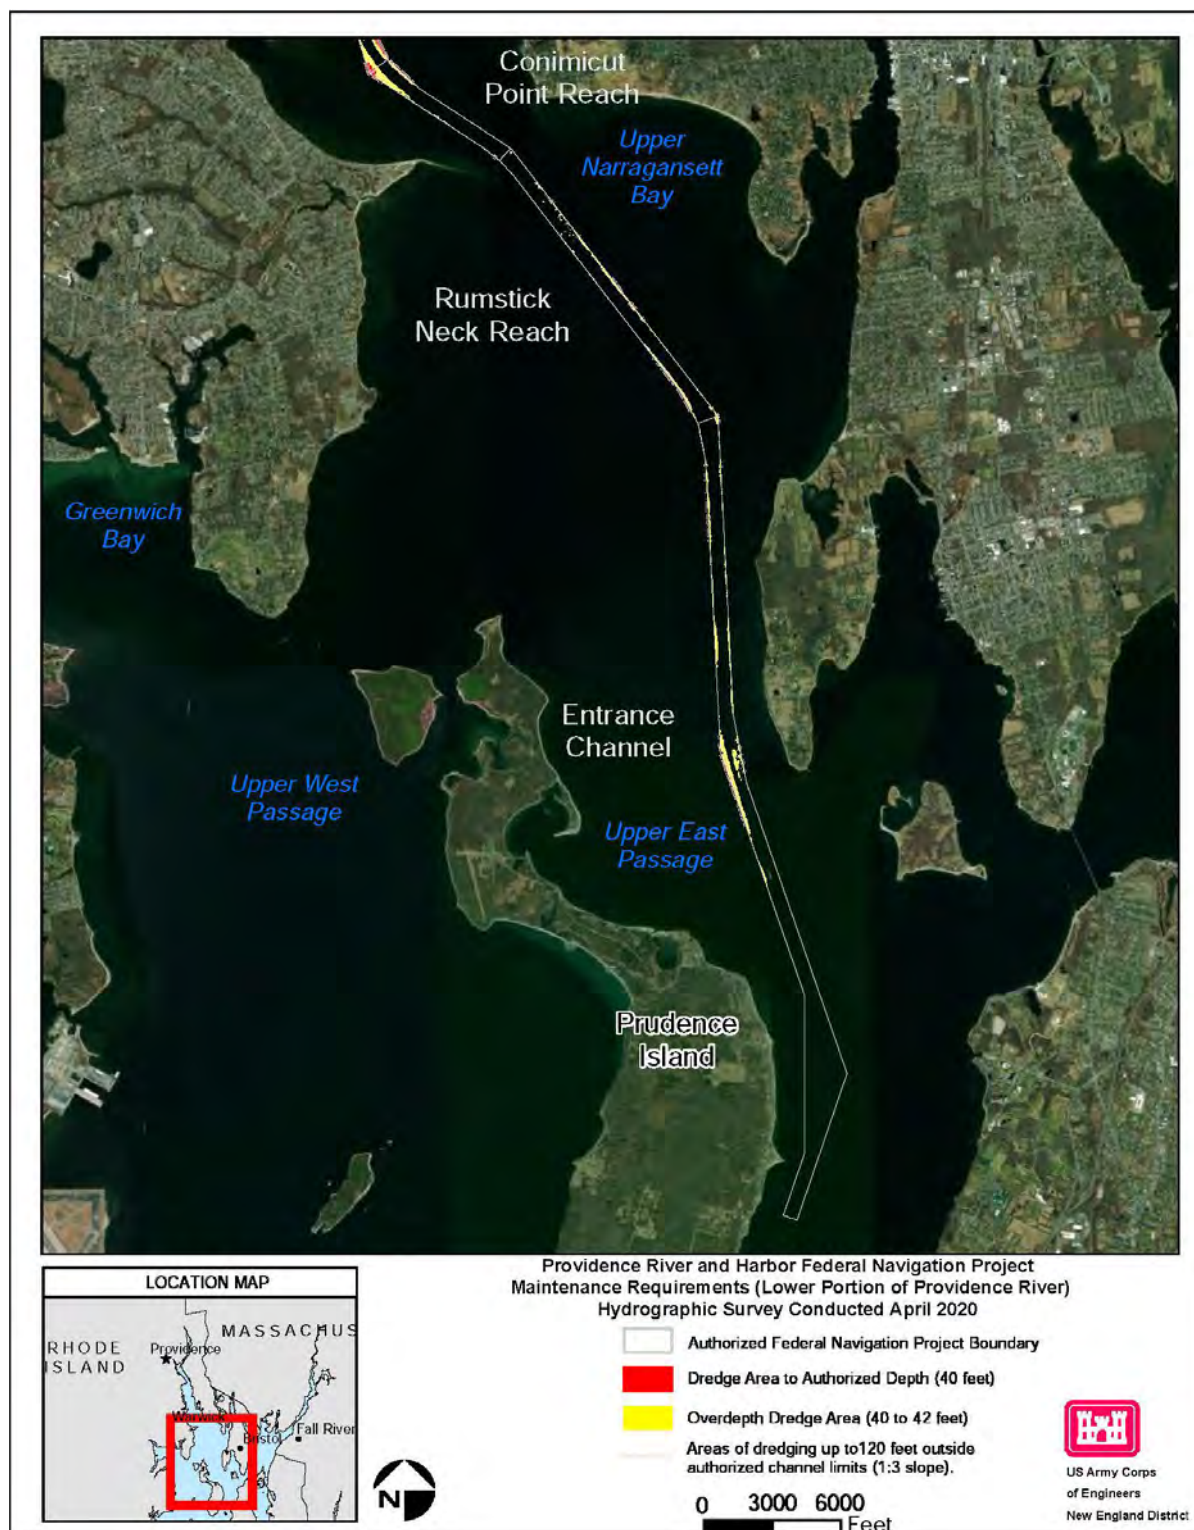 Conimicut
Point Reach
Upper
Narragansett
Bay
Rumstick
Neck Reach
Greenwich
Bay
Entrance
Channel
Upper West
Passage
Upper East
Passage
Prudence
Island
LOCATION MAP
MASSACHUS
RHODE
ISLAND
Providence
Warwick
Bristol
Fall River
N
Providence River and Harbor Federal Navigation Project
Maintenance Requirements (Lower Portion of Providence River)
Hydrographic Survey Conducted April 2020
Authorized Federal Navigation Project Boundary
Dredge Area to Authorized Depth (40 feet)
Overdepth Dredge Area (40 to 42 feet)
Areas of dredging up to120 feet outside
authorized channel limits (1:3 slope).
0 3000 6000
Feet
US Army Corps
of Engineers
New England District